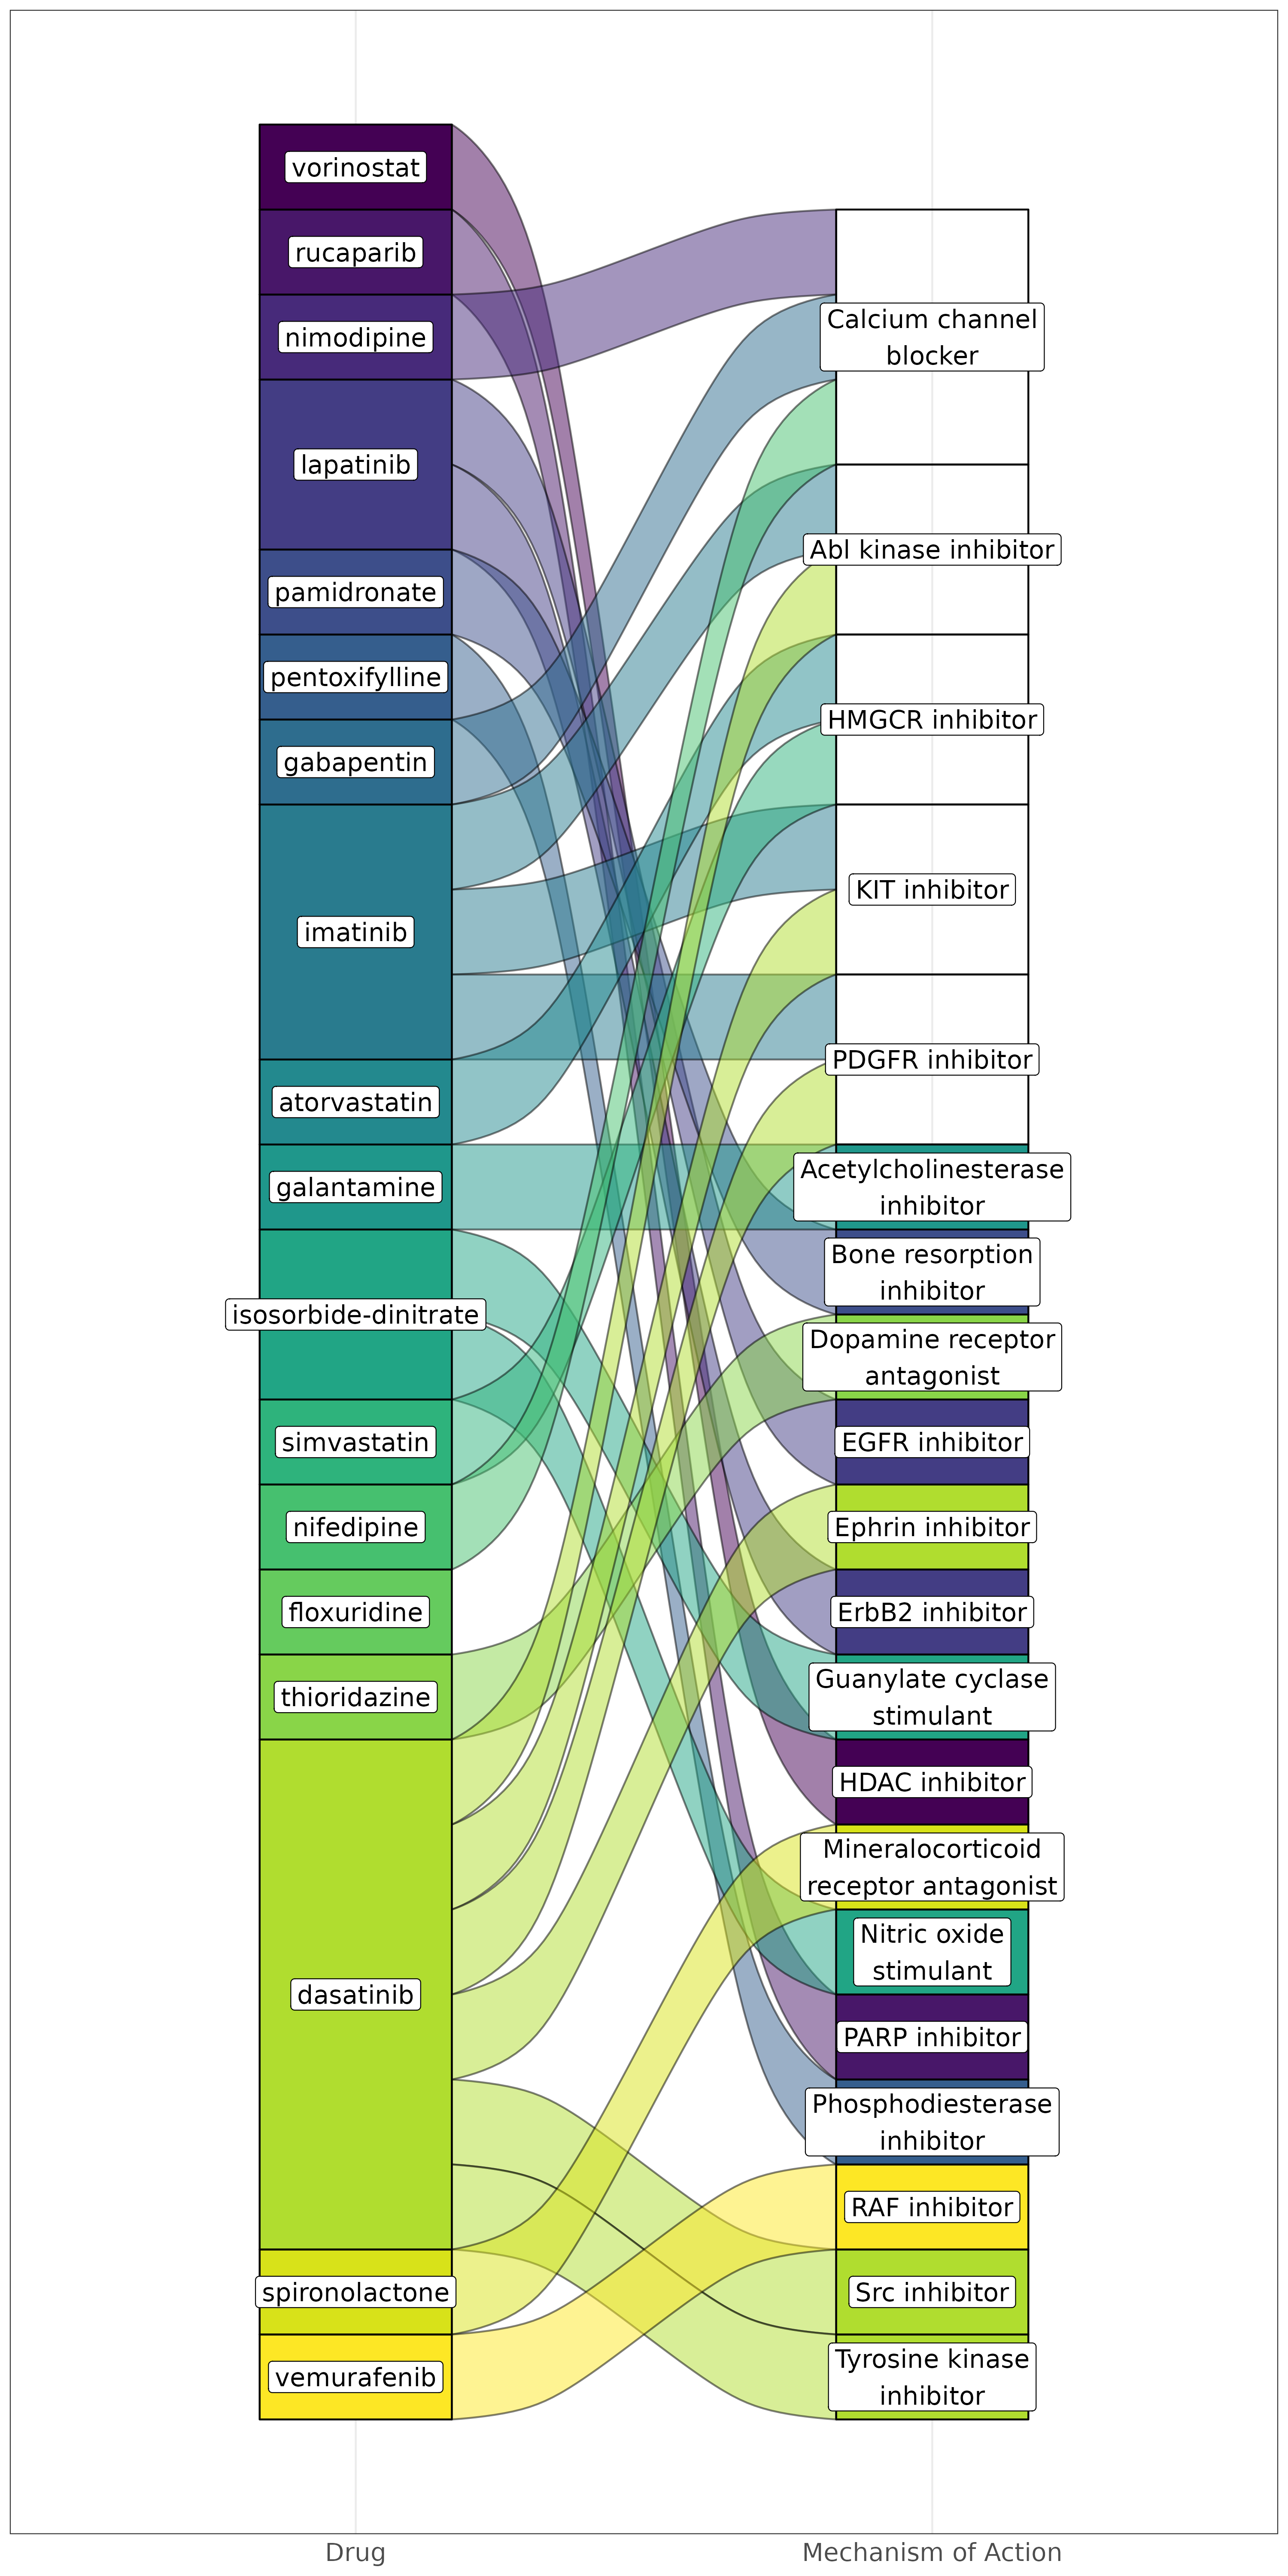 vorinostat
rucaparib
nimodipine
lapatinib
pamidronate
pentoxifylline
gabapentin
imatinib
atorvastatin
galantamine
isosorbide-dinitrate
simvastatin
nifedipine
floxuridine
thioridazine
dasatinib
spironolactone
vemurafenib
Calcium channel
blocker
Abl kinase inhibitor
HMGCR inhibitor
KIT inhibitor
PDGFR inhibitor
Acetylcholinesterase
inhibitor
Bone resorption
inhibitor
Dopamine receptor
antagonist
EGFR inhibitor
Ephrin inhibitor
ErbB2 inhibitor
Guanylate cyclase
stimulant
HDAC inhibitor
Mineralocorticoid
receptor antagonist
Nitric oxide
stimulant
PARP inhibitor
Phosphodiesterase
inhibitor
RAF inhibitor
Src inhibitor
Tyrosine kinase
inhibitor
Drug
Mechanism of Action